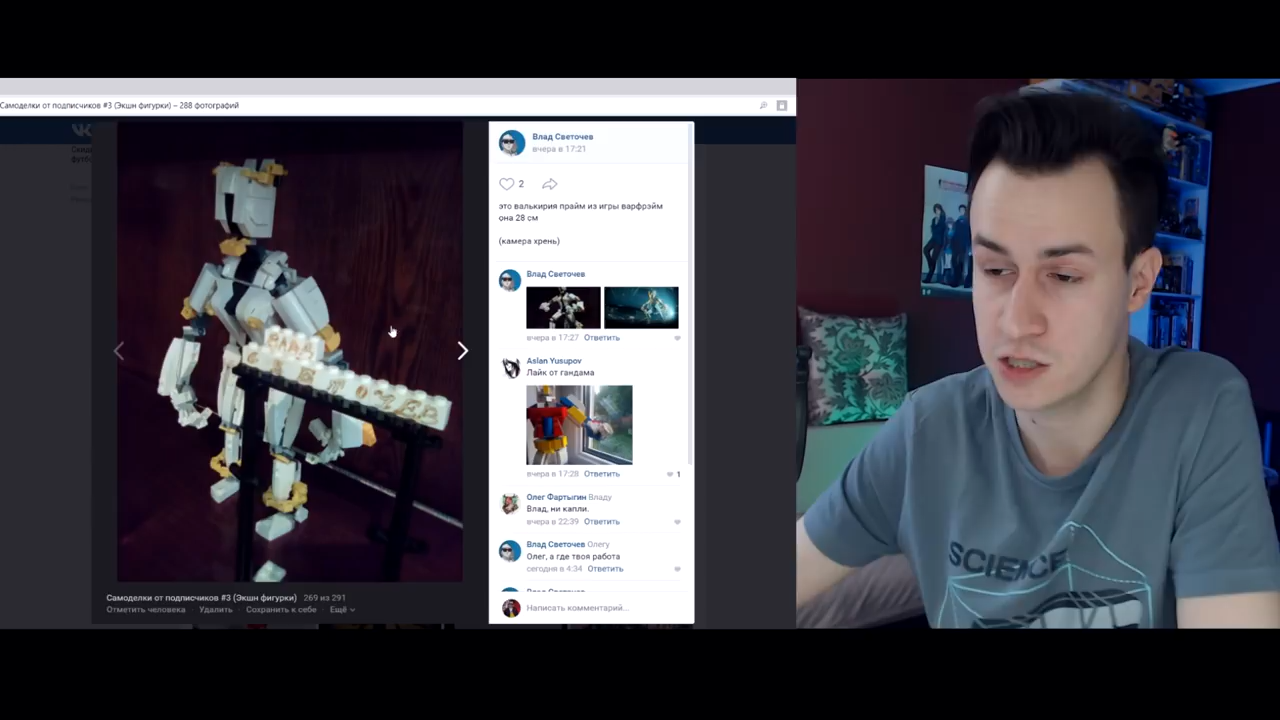 Самоделки от подписчиков #3 (Экшн фигурки) – 288 фотографий
Влад Светочев
вчера в 17:21
2
это валькирия прайм из игры варфрэйм
она 28 см
(камера хрень)
Влад Светочев
вчера в 17:27 Ответить
Aslan Yusupov
Лайк от гандама
вчера в 17:28 Ответить
1
Олег Фартыгин Владу
Влад, ни капли.
вчера в 22:39 Ответить
Влад Светочев Олегу
Олег, а где твоя работа
сегодня в 4:34 Ответить
Влад Светочев
Написать комментарий...
Самоделки от подписчиков #3 (Экшн фигурки) 269 из 291
Отметить человека Удалить Сохранить к себе Ещё